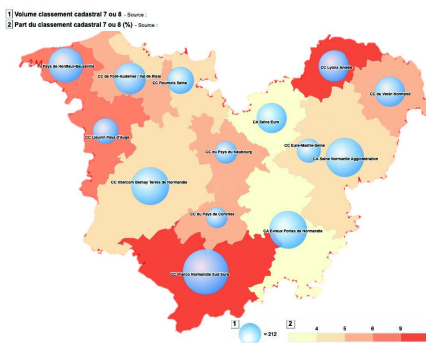 1 Volume classement cadastral 7 ou 8 - Source :
2 Part du classement cadastral 7 ou 8 (%) - Source :
Pays de Honfleur-Beuzeville
CC de Pont-Audemer / Val de Risle
CC Roumois Seine
CC Lyons Andelle
CC du Vexin Normand
CA Seine Eure
CC Lieuvin Pays d'Auge
CC Eure-Madrie-Seine
CC du Pays du Neubourg
CA Seine Normandie Agglomération
CC Intercom Bernay Terres de Normandie
CC du Pays de Conches
CA Evreux Portes de Normandie
CC Interco Normandie Sud Eure
1
= 212
2
4 5 6 9